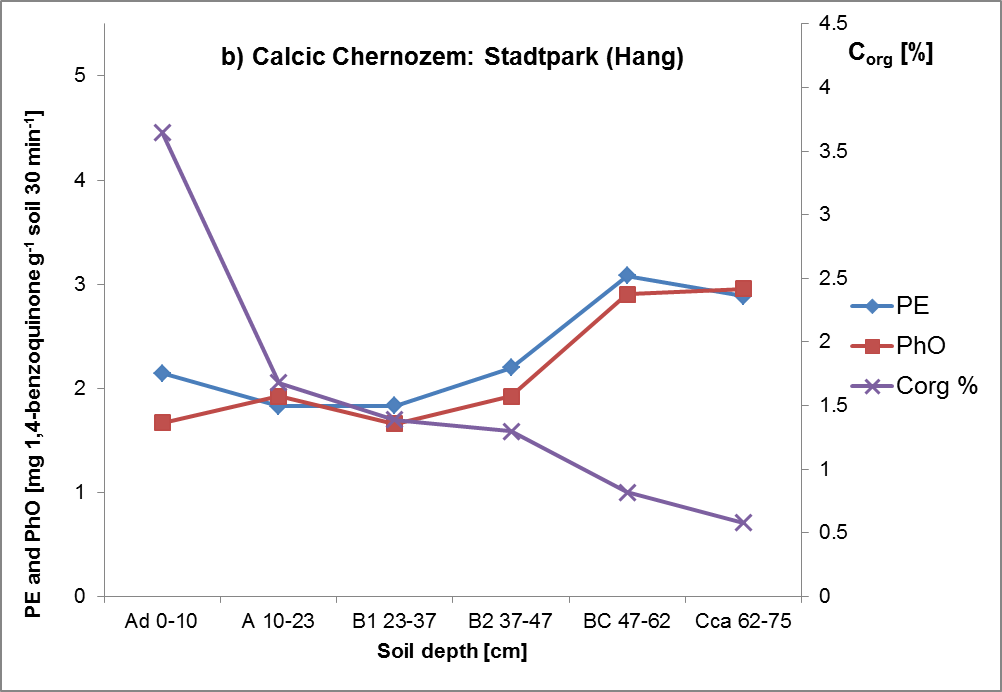 b) Calcic Chernozem: Stadtpark (Hang)
PE and PhO [mg 1,4-benzoquinone g-1 soil 30 min-1]
5
4
3
2
1
0
4.5
Corg [%]
4
3.5
3
2.5
2
1.5
1
0.5
0
PE
PhO
Corg %
Ad 0-10 A 10-23 B1 23-37 B2 37-47 BC 47-62 Cca 62-75
Soil depth [cm]